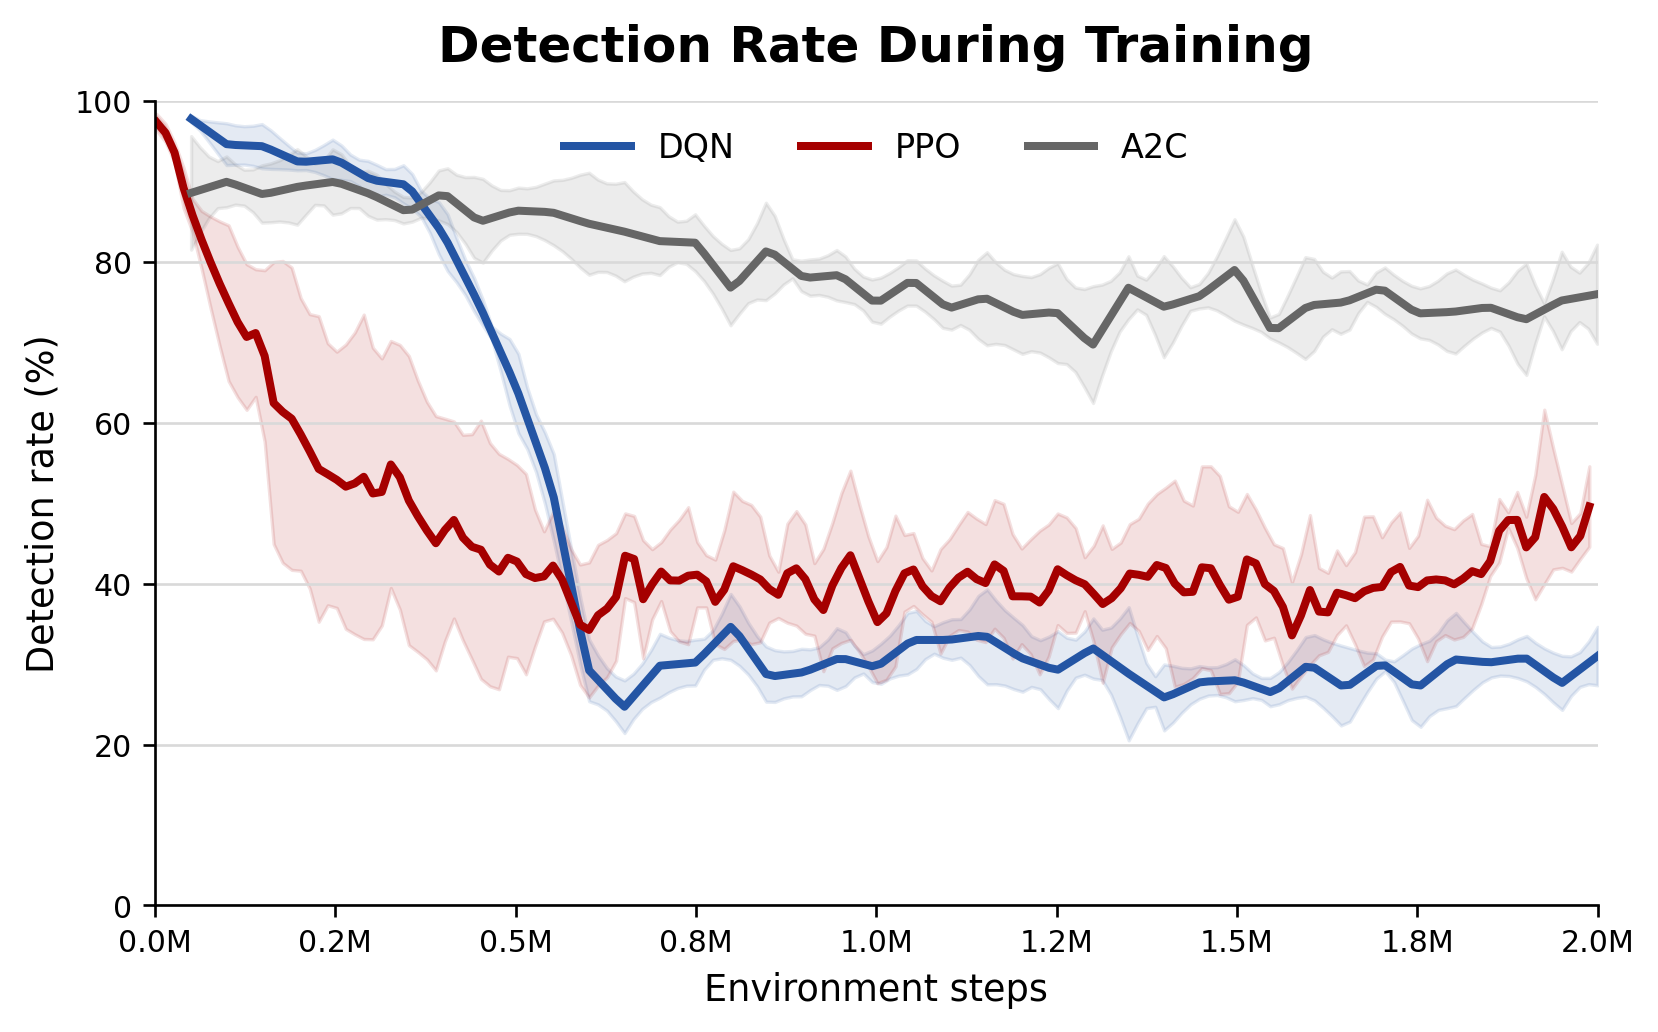 Detection Rate During Training
DQN PPO A2C
Detection rate (%)
100
80
60
40
20
0
0.0M 0.2M 0.5M 0.8M 1.0M 1.2M 1.5M 1.8M 2.0M
Environment steps